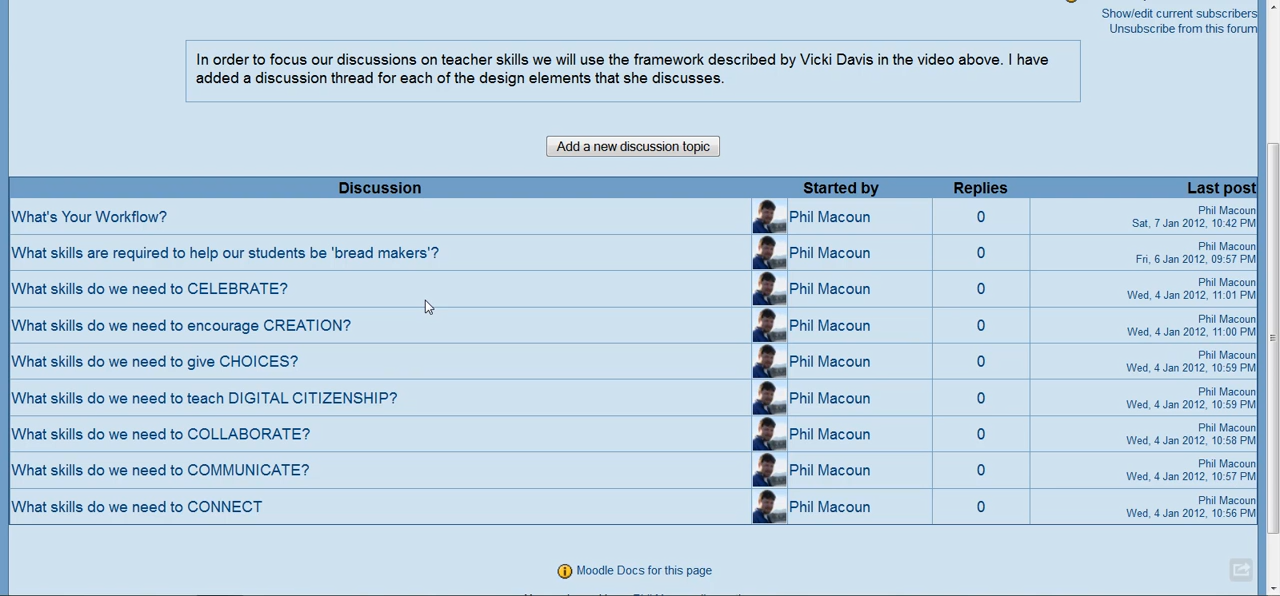 Show/edit current subscribers
Unsubscribe from this forum
In order to focus our discussions on teacher skills we will use the framework described by Vicki Davis in the video above. I have
added a discussion thread for each of the design elements that she discusses.
Add a new discussion topic
Discussion Started by Replies Last post
What's Your Workflow? Phil Macoun 0 Phil Macoun
Sat, 7 Jan 2012, 10:42 PM
What skills are required to help our students be 'bread makers'? Phil Macoun 0 Phil Macoun
Fri, 6 Jan 2012, 09:57 PM
What skills do we need to CELEBRATE? Phil Macoun 0 Phil Macoun
Wed, 4 Jan 2012, 11:01 PM
What skills do we need to encourage CREATION? Phil Macoun 0 Phil Macoun
Wed, 4 Jan 2012, 11:00 PM
What skills do we need to give CHOICES? Phil Macoun 0 Phil Macoun
Wed, 4 Jan 2012, 10:59 PM
What skills do we need to teach DIGITAL CITIZENSHIP? Phil Macoun 0 Phil Macoun
Wed, 4 Jan 2012, 10:59 PM
What skills do we need to COLLABORATE? Phil Macoun 0 Phil Macoun
Wed, 4 Jan 2012, 10:58 PM
What skills do we need to COMMUNICATE? Phil Macoun 0 Phil Macoun
Wed, 4 Jan 2012, 10:57 PM
What skills do we need to CONNECT Phil Macoun 0 Phil Macoun
Wed, 4 Jan 2012, 10:56 PM
Moodle Docs for this page